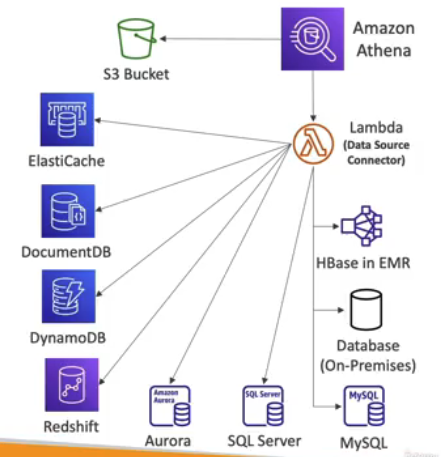 Amazon
Athena
S3 Bucket
Lambda
(Data Source
Connector)
ElastiCache
DocumentDB
HBase in EMR
DynamoDB
Database
(On-Premises)
Redshift
Amazon
Aurora
Aurora
SQL Server
SQL Server
MySQL
MySQL